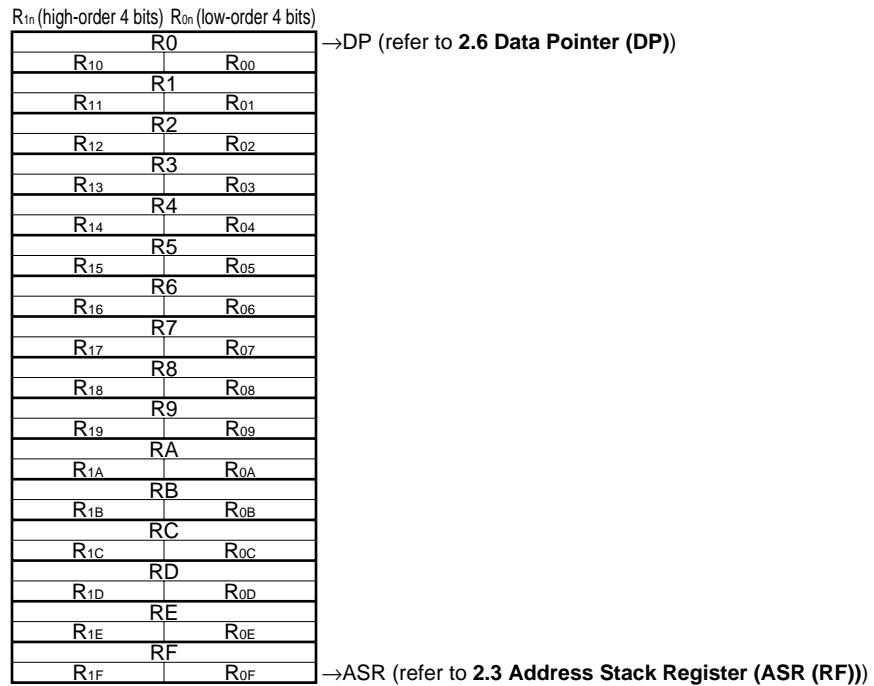 R1n (high-order 4 bits) R0n (low-order 4 bits)
R0 →DP (refer to 2.6 Data Pointer (DP))
R10 R00
R1
R11 R01
R2
R12 R02
R3
R13 R03
R4
R14 R04
R5
R15 R05
R6
R16 R06
R7
R17 R07
R8
R18 R08
R9
R19 R09
RA
R1A R0A
RB
R1B R0B
RC
R1C R0C
RD
R1D R0D
RE
R1E R0E
RF
R1F R0F →ASR (refer to 2.3 Address Stack Register (ASR (RF)))